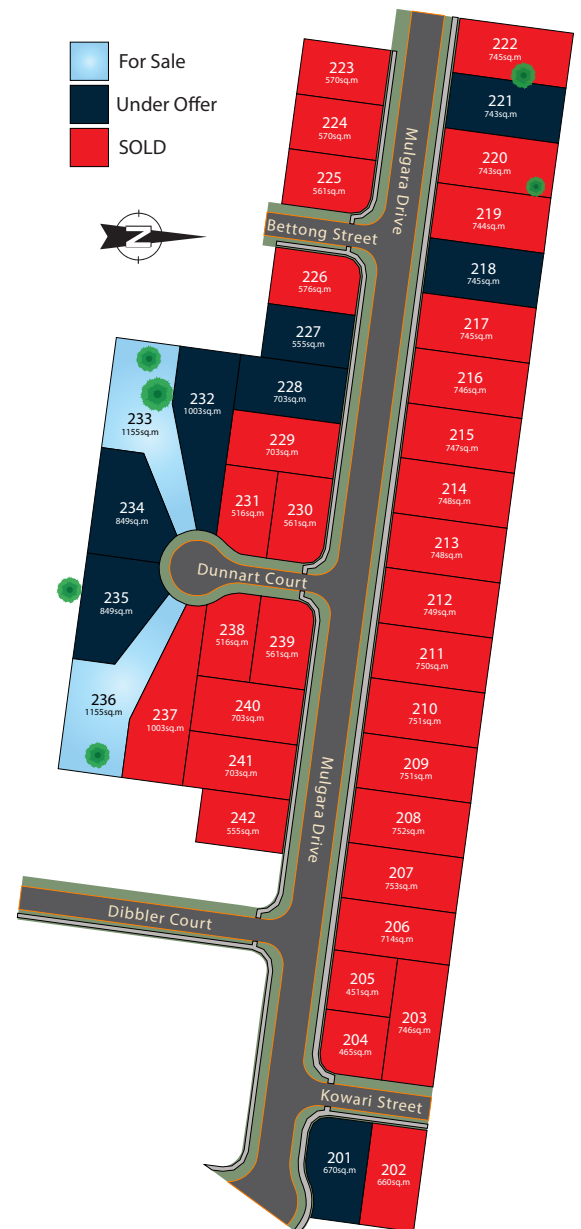 For Sale
Under Offer
SOLD
N
222
745sq.m
221
743sq.m
220
743sq.m
219
744sq.m
218
745sq.m
217
745sq.m
216
746sq.m
215
747sq.m
214
748sq.m
213
748sq.m
212
749sq.m
211
750sq.m
210
751sq.m
209
751sq.m
208
752sq.m
207
753sq.m
206
714sq.m
205
451sq.m
204
465sq.m
203
746sq.m
Kowari Street
201
670sq.m
202
660sq.m
Mulgara Drive
223
570sq.m
224
570sq.m
225
561sq.m
Bettong Street
226
576sq.m
227
555sq.m
228
703sq.m
229
703sq.m
230
561sq.m
231
516sq.m
232
1003sq.m
233
1155sq.m
234
849sq.m
235
849sq.m
236
1155sq.m
Dunnart Court
237
1003sq.m
238
516sq.m
239
561sq.m
240
703sq.m
241
703sq.m
242
555sq.m
Mulgara Drive
Dibbler Court